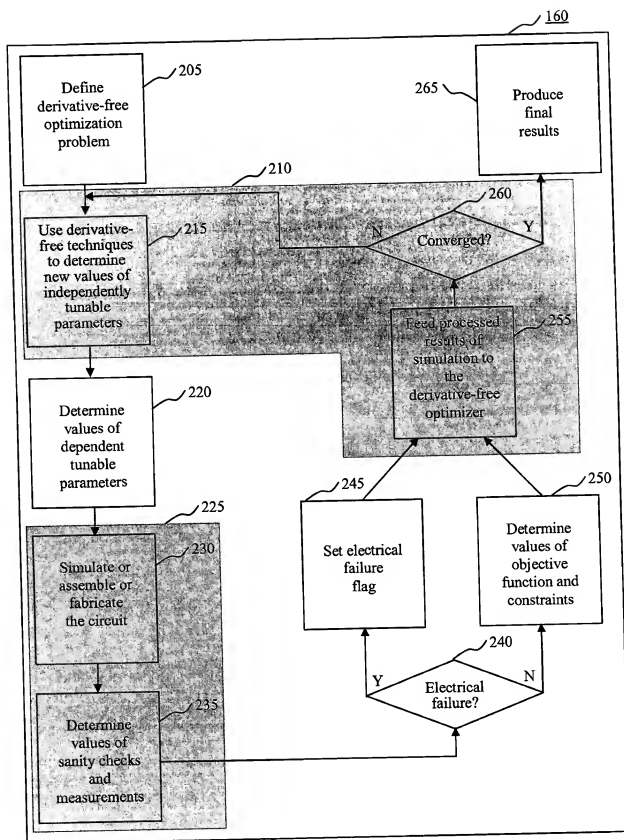 160
205
Define
derivative-free
optimization
problem
265
Produce
final
results
210
Use derivative-
free techniques
to determine
new values of
independently
tunable
parameters
215
260
N
Converged?
Y
Feed processed
results of
simulation to
the
derivative-free
optimizer
255
220
Determine
values of
dependent
tunable
parameters
225
230
Simulate or
assemble or
fabricate
the circuit
235
Determine
values of
sanity checks
and
measurements
245
Set electrical
failure
flag
250
Determine
values of
objective
function and
constraints
240
Y
Electrical
failure?
N